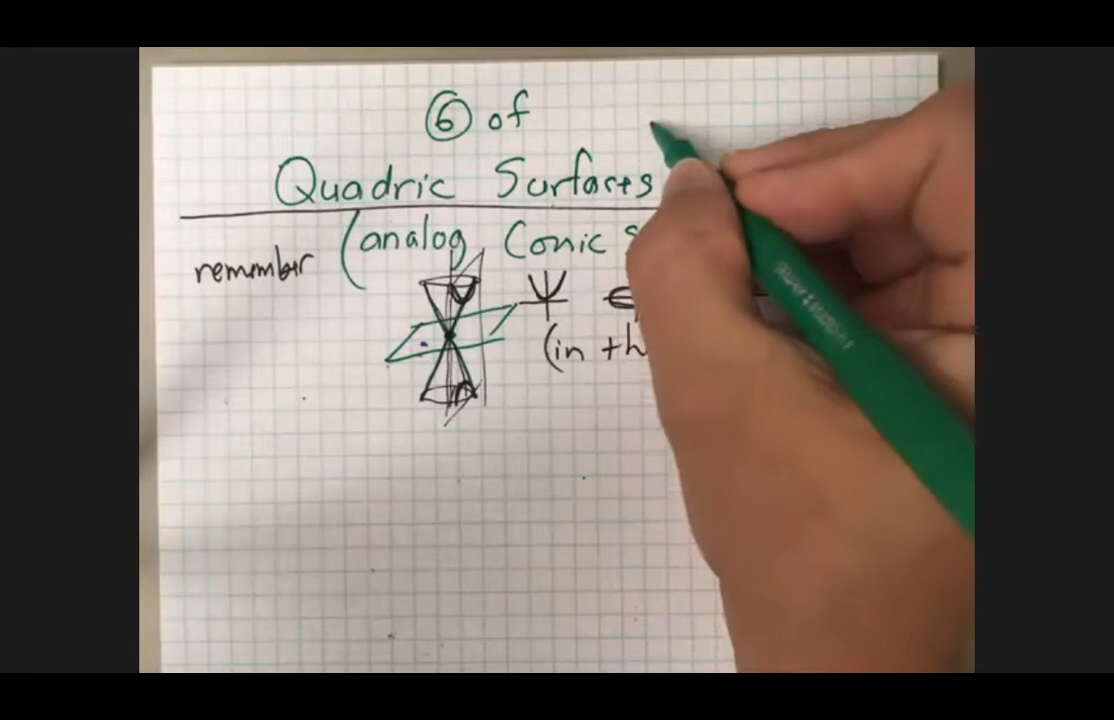 6 of
Quadric Surfaces
(analog Conic S
remember
(in th